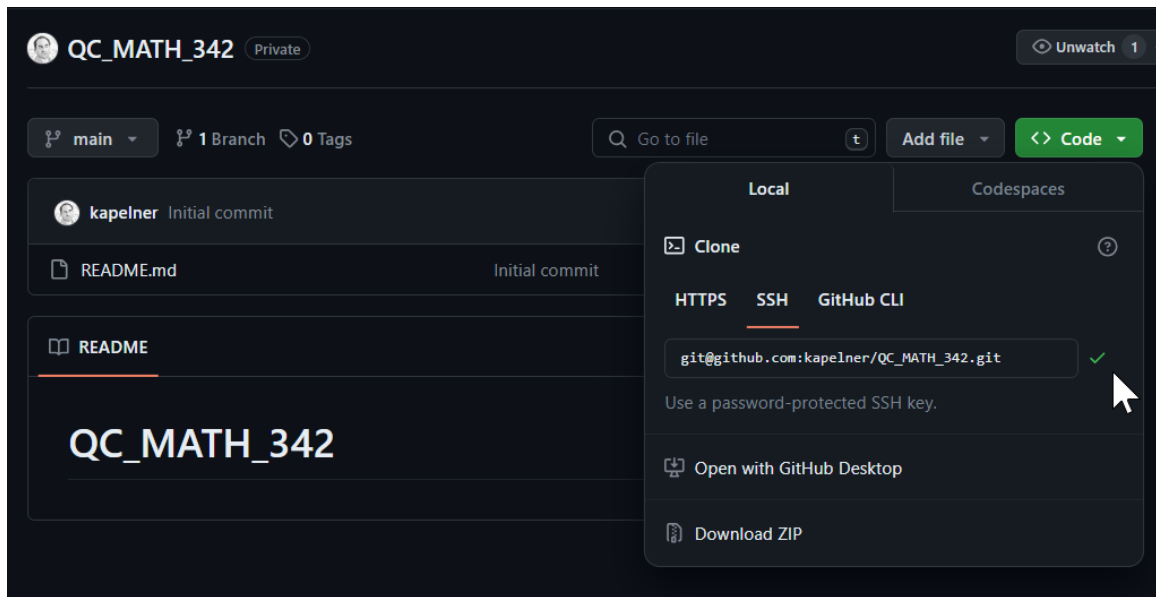 QC_MATH_342 Private Unwatch 1
main 1 Branch 0 Tags Go to file t Add file <> Code
kapelner Initial commit
README.md Initial commit
README
QC_MATH_342
Local Codespaces
Clone
HTTPS SSH GitHub CLI
git@github.com:kapelner/QC_MATH_342.git
Use a password-protected SSH key.
Open with GitHub Desktop
Download ZIP